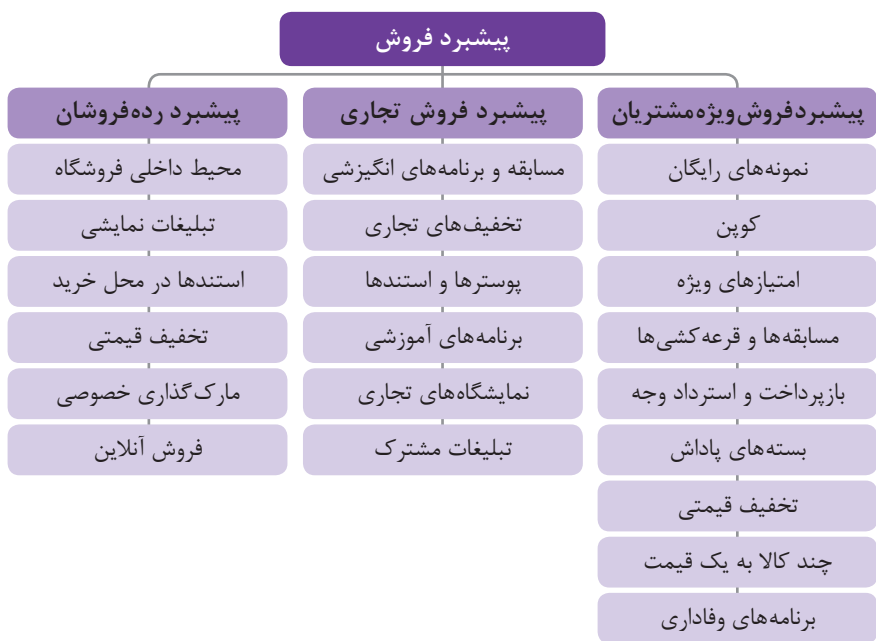 پیشبرد فروش
پیشبردفروش‌ویژه‌مشتریان
نمونه‌های رایگان
کوپن
امتیازهای ویژه
مسابقه‌ها و قرعه‌کشی‌ها
بازپرداخت و استرداد وجه
بسته‌های پاداش
تخفیف قیمتی
چند کالا به یک قیمت
برنامه‌های وفاداری
پیشبرد فروش تجاری
مسابقه و برنامه‌های انگیزشی
تخفیف‌های تجاری
پوسترها و استندها
برنامه‌های آموزشی
نمایشگاه‌های تجاری
تبلیغات مشترک
پیشبرد رده‌فروشان
محیط داخلی فروشگاه
تبلیغات نمایشی
استندها در محل خرید
تخفیف قیمتی
مارک‌گذاری خصوصی
فروش آنلاین